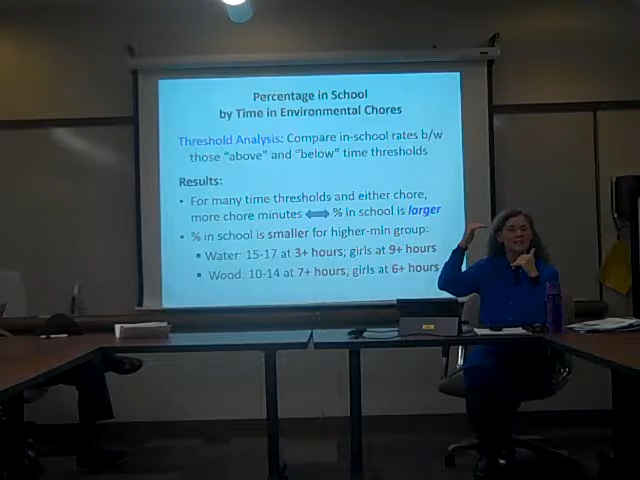 Percentage in School
by Time in Environmental Chores
Threshold Analysis: Compare in-school rates b/w
those "above" and "below" time thresholds
Results:
• For many time thresholds and either chore,
more chore minutes ⟺ % in school is larger
• % in school is smaller for higher-min group:
▪ Water: 15-17 at 3+ hours; girls at 9+ hours
▪ Wood: 10-14 at 7+ hours, girls at 6+ hours